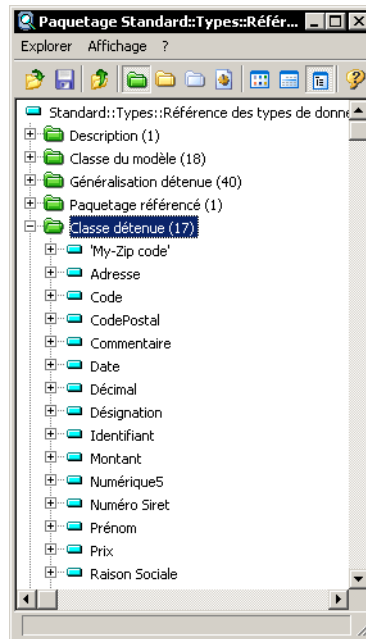 Paquetage Standard::Types::Référ...
Explorer Affichage ?
Standard::Types::Référence des types de donné
Description (1)
Classe du modèle (18)
Généralisation détenue (40)
Paquetage référencé (1)
Classe détenue (17)
'My-Zip code'
Adresse
Code
CodePostal
Commentaire
Date
Décimal
Désignation
Identifiant
Montant
Numérique5
Numéro Siret
Prénom
Prix
Raison Sociale